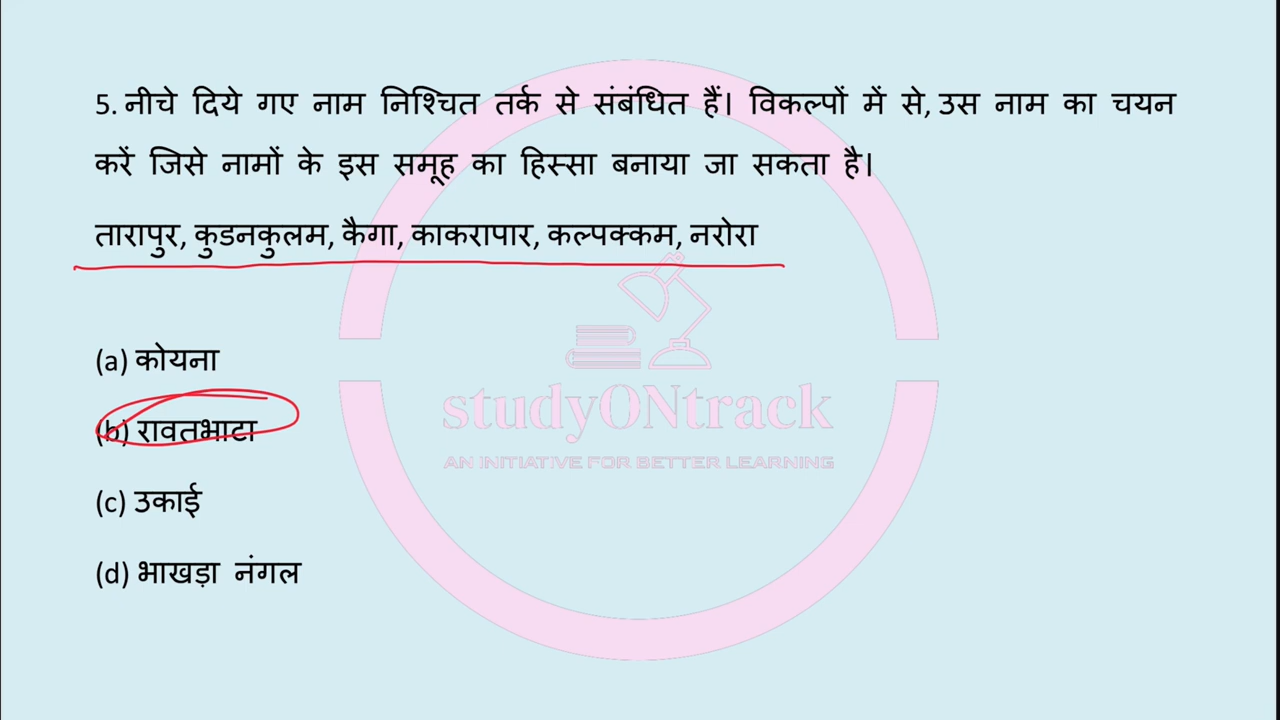 5. नीचे दिये गए नाम निश्चित तर्क से संबंधित हैं। विकल्पों में से, उस नाम का चयन
करें जिसे नामों के इस समूह का हिस्सा बनाया जा सकता है।
तारापुर, कुडनकुलम, कैगा, काकरापार, कल्पक्कम, नरोरा
(a) कोयना
(b) रावतभाटा
(c) उकाई
(d) भाखड़ा नंगल
studyONtrack
AN INITIATIVE FOR BETTER LEARNING